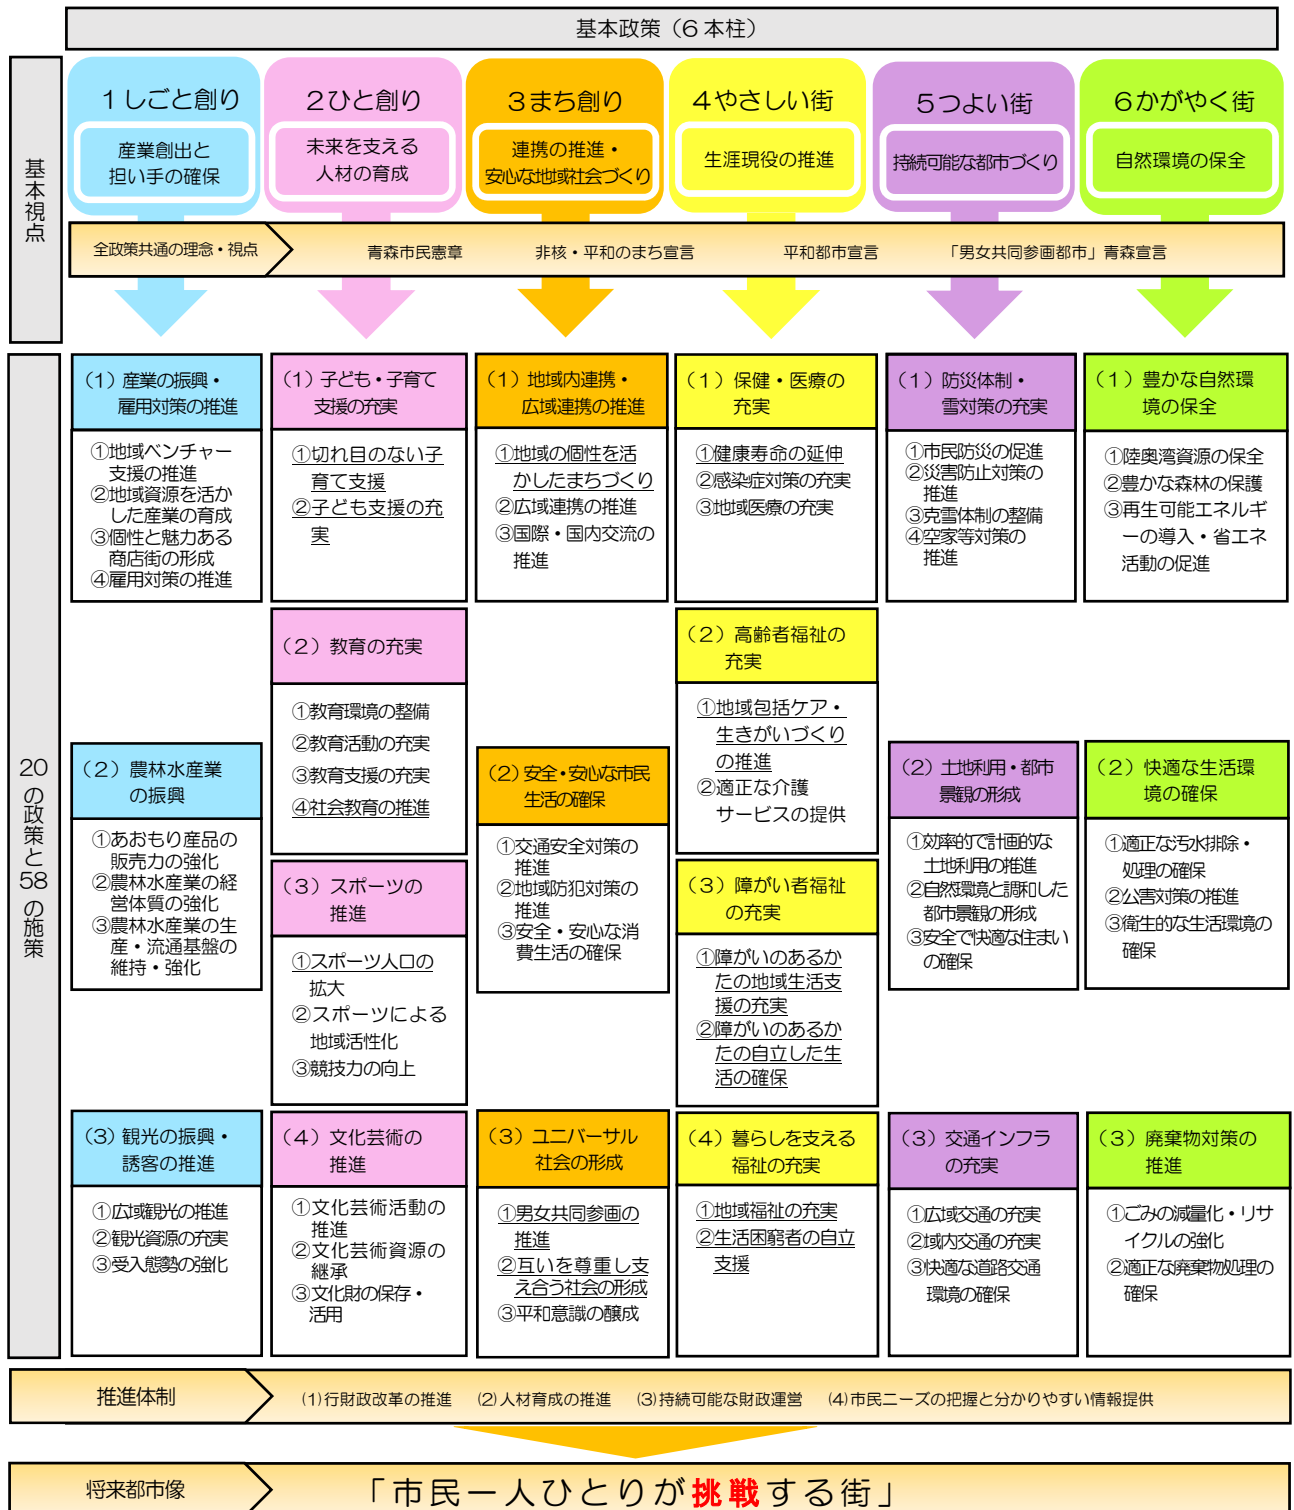 基本政策（６本柱）
基本視点
１しごと創り
産業創出と
担い手の確保
２ひと創り
未来を支える
人材の育成
３まち創り
連携の推進・
安心な地域社会づくり
４やさしい街
生涯現役の推進
５つよい街
持続可能な都市づくり
６かがやく街
自然環境の保全
全政策共通の理念・視点
青森市民憲章
非核・平和のまち宣言
平和都市宣言
「男女共同参画都市」青森宣言
20の政策と58の施策
（１）産業の振興・
雇用対策の推進
①地域ベンチャー
支援の推進
②地域資源を活か
した産業の育成
③個性と魅力ある
商店街の形成
④雇用対策の推進
（２）農林水産業
の振興
①あおもり産品の
販売力の強化
②農林水産業の経
営体質の強化
③農林水産業の生
産・流通基盤の
維持・強化
（３）観光の振興・
誘客の推進
①広域観光の推進
②観光資源の充実
③受入態勢の強化
（１）子ども・子育て
支援の充実
①切れ目のない子
育て支援
②子ども支援の充
実
（２）教育の充実
①教育環境の整備
②教育活動の充実
③教育支援の充実
④社会教育の推進
（３）スポーツの
推進
①スポーツ人口の
拡大
②スポーツによる
地域活性化
③競技力の向上
（４）文化芸術の
推進
①文化芸術活動の
推進
②文化芸術資源の
継承
③文化財の保存・
活用
（１）地域内連携・
広域連携の推進
①地域の個性を活
かしたまちづくり
②広域連携の推進
③国際・国内交流の
推進
（２）安全・安心な市民
生活の確保
①交通安全対策の
推進
②地域防犯対策の
推進
③安全・安心な消
費生活の確保
（３）ユニバーサル
社会の形成
①男女共同参画の
推進
②互いを尊重し支
え合う社会の形成
③平和意識の醸成
（１）保健・医療の
充実
①健康寿命の延伸
②感染症対策の充実
③地域医療の充実
（２）高齢者福祉の
充実
①地域包括ケア・
生きがいづくり
の推進
②適正な介護
サービスの提供
（３）障がい者福祉
の充実
①障がいのあるか
たの地域生活支
援の充実
②障がいのあるか
たの自立した生
活の確保
（４）暮らしを支える
福祉の充実
①地域福祉の充実
②生活困窮者の自立
支援
（１）防災体制・
雪対策の充実
①市民防災の促進
②災害防止対策の
推進
③克雪体制の整備
④空家等対策の
推進
（２）土地利用・都市
景観の形成
①効率的で計画的な
土地利用の推進
②自然環境と調和した
都市景観の形成
③安全で快適な住まい
の確保
（３）交通インフラ
の充実
①広域交通の充実
②域内交通の充実
③快適な道路交通
環境の確保
（１）豊かな自然環
境の保全
①陸奥湾資源の保全
②豊かな森林の保護
③再生可能エネルギ
ーの導入・省エネ
活動の促進
（２）快適な生活環
境の確保
①適正な汚水排除・
処理の確保
②公害対策の推進
③衛生的な生活環境の
確保
（３）廃棄物対策の
推進
①ごみの減量化・リサ
イクルの強化
②適正な廃棄物処理の
確保
推進体制
⑴行財政改革の推進 ⑵人材育成の推進 ⑶持続可能な財政運営 ⑷市民ニーズの把握と分かりやすい情報提供
将来都市像
「市民一人ひとりが挑戦する街」